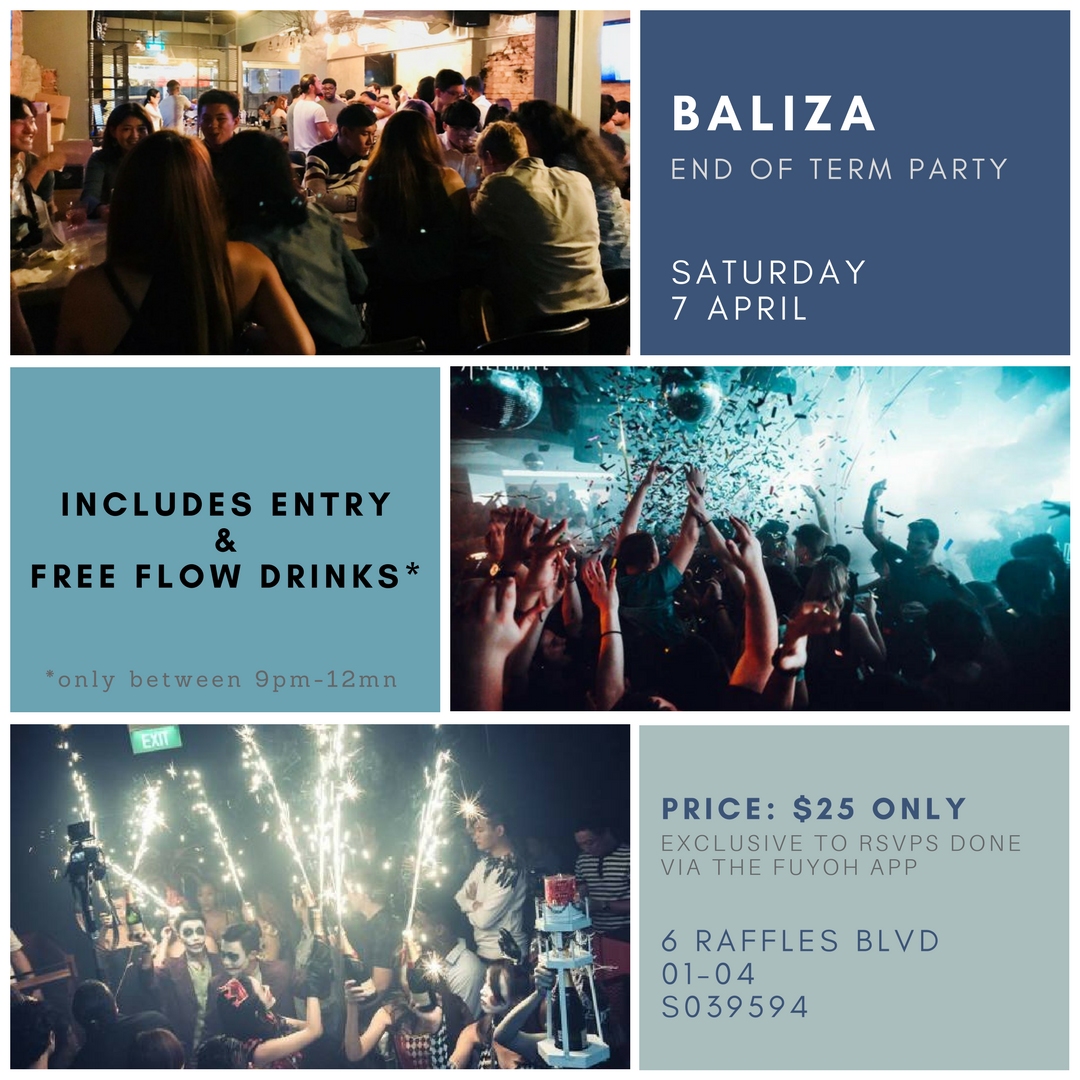 BALIZA
END OF TERM PARTY
SATURDAY
7 APRIL
INCLUDES ENTRY
&
FREE FLOW DRINKS*
*only between 9pm-12mn
EXIT
PRICE: $25 ONLY
EXCLUSIVE TO RSVPS DONE
VIA THE FUYOH APP
6 RAFFLES BLVD
01-04
S039594